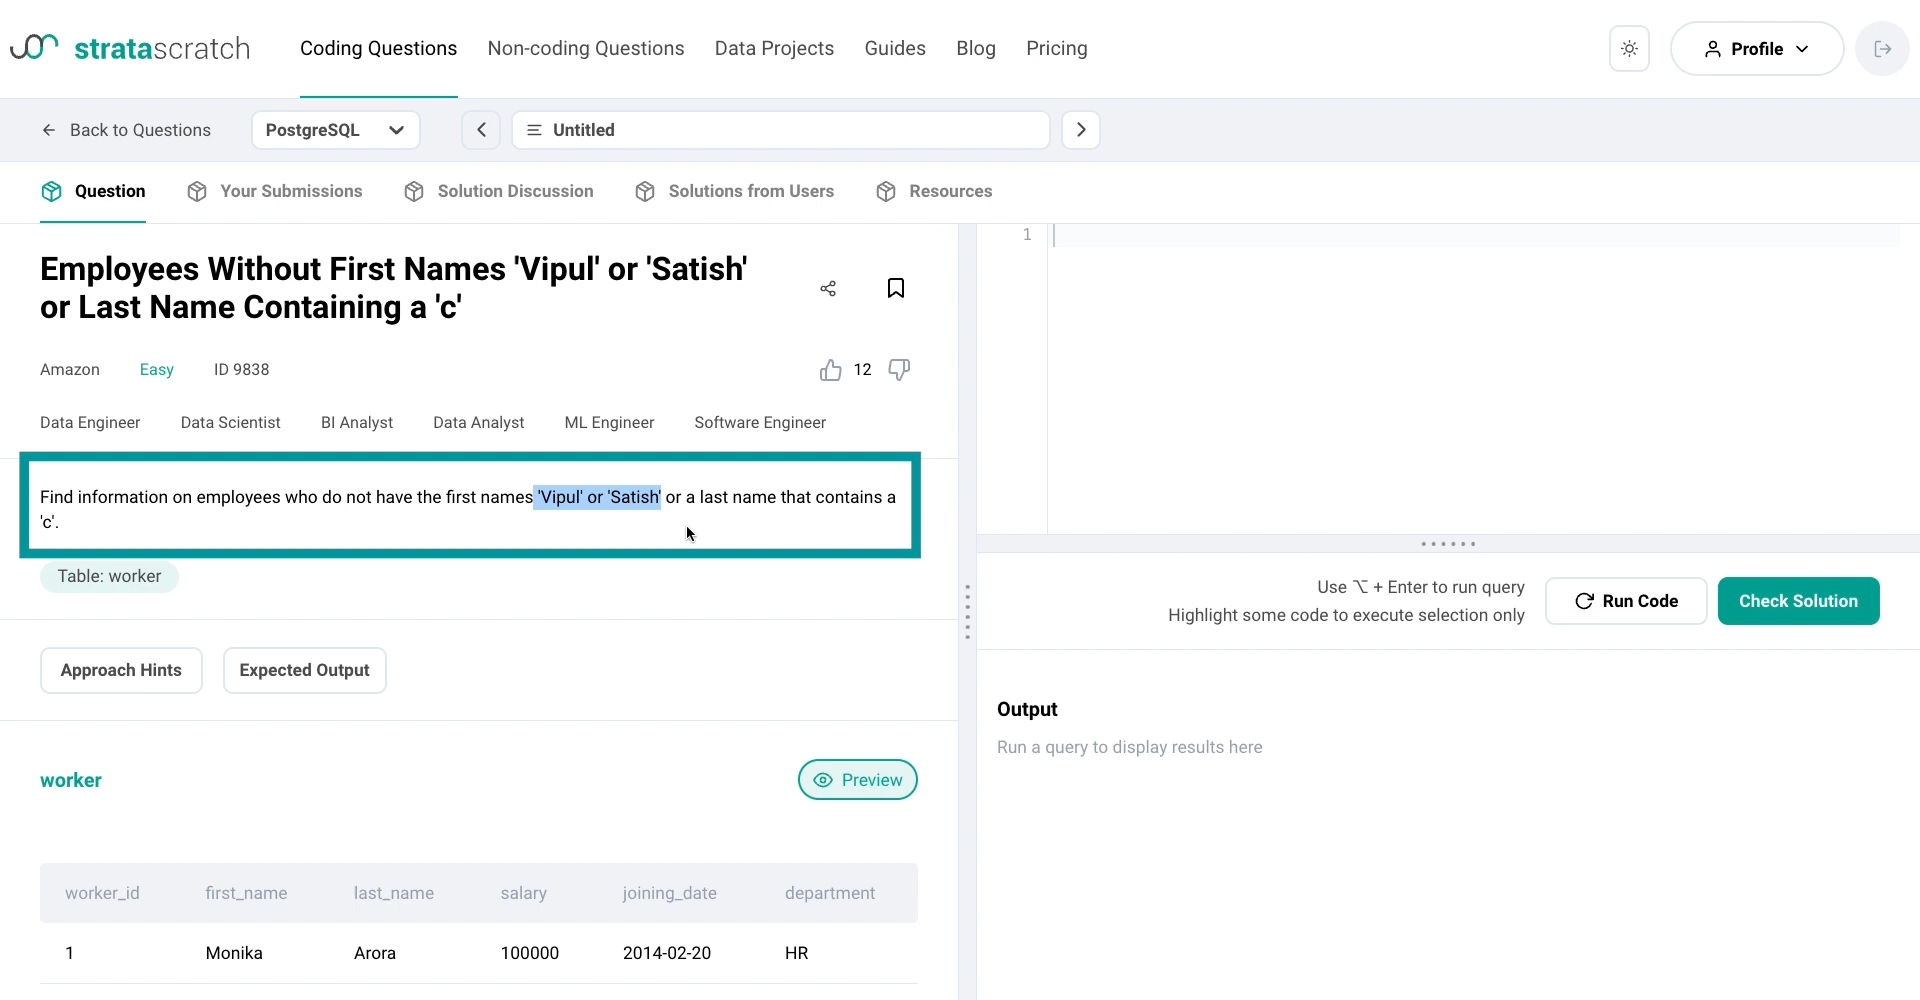 stratascratch
Coding Questions
Non-coding Questions
Data Projects
Guides
Blog
Pricing
Profile
Back to Questions
PostgreSQL
Untitled
Question
Your Submissions
Solution Discussion
Solutions from Users
Resources
Employees Without First Names 'Vipul' or 'Satish'
or Last Name Containing a 'c'
Amazon
Easy
ID 9838
12
Data Engineer
Data Scientist
BI Analyst
Data Analyst
ML Engineer
Software Engineer
Find information on employees who do not have the first names 'Vipul' or 'Satish' or a last name that contains a
'c'.
Table: worker
Approach Hints
Expected Output
worker
Preview
worker_id first_name last_name salary joining_date department
1 Monika Arora 100000 2014-02-20 HR
1
Use ⌥ + Enter to run query
Highlight some code to execute selection only
Run Code
Check Solution
Output
Run a query to display results here